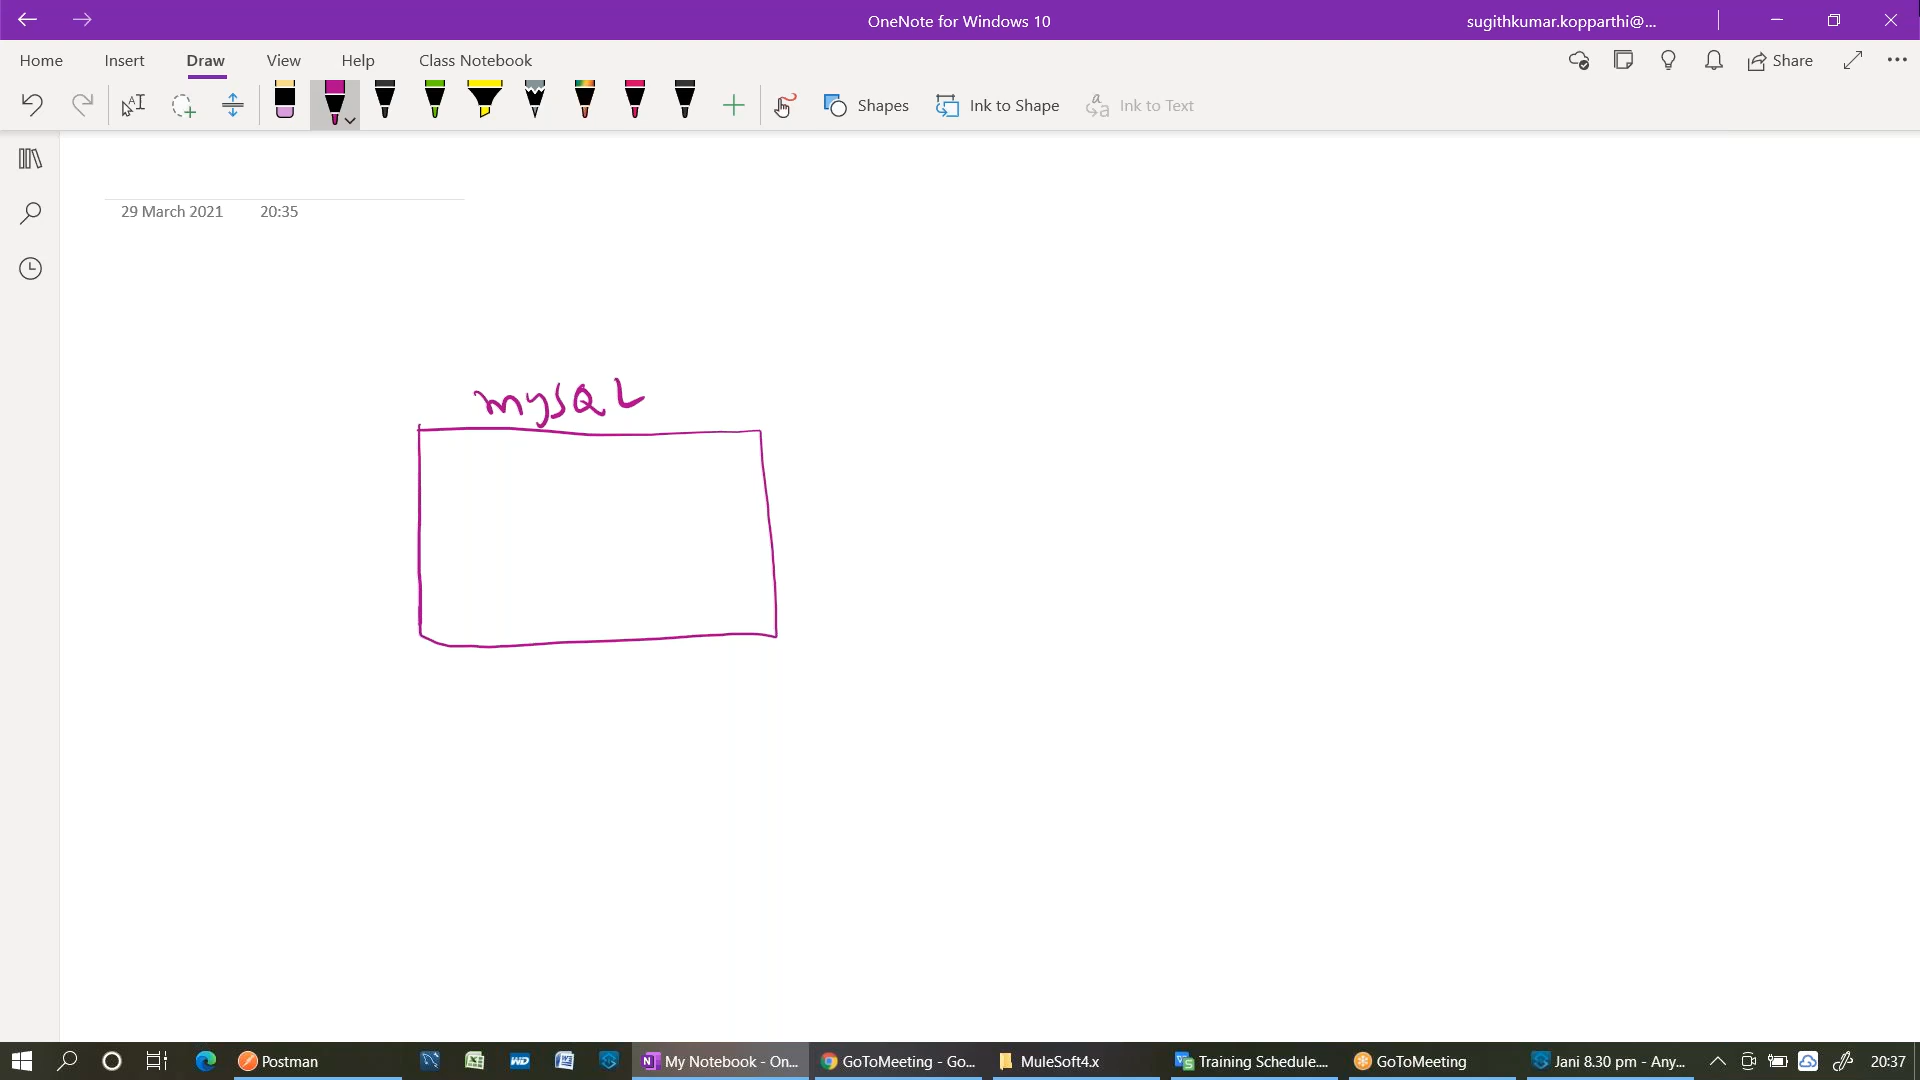 OneNote for Windows 10
sugithkumar.kopparthi@...
Home Insert Draw View Help Class Notebook Share
Shapes Ink to Shape Ink to Text
29 March 2021 20:35
mySQL
Postman My Notebook - On... GoToMeeting - Go... MuleSoft4.x Training Schedule.... GoToMeeting Jani 8.30 pm - Any... 20:37